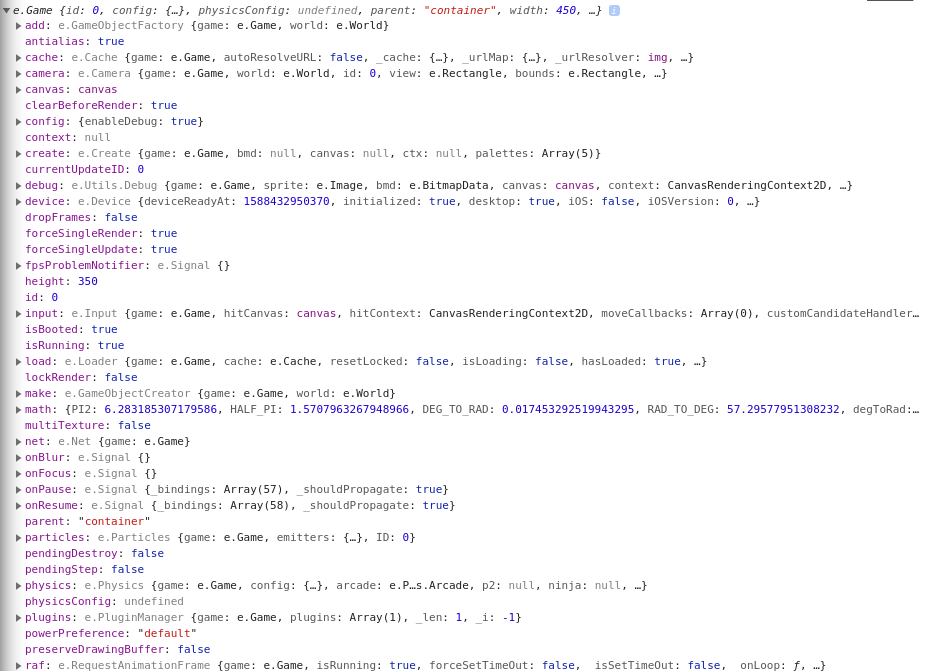 e.Game {id: 0, config: {…}, physicsConfig: undefined, parent: "container", width: 450, …} i
add: e.GameObjectFactory {game: e.Game, world: e.World}
antialias: true
cache: e.Cache {game: e.Game, autoResolveURL: false, _cache: {…}, _urlMap: {…}, _urlResolver: img, …}
camera: e.Camera {game: e.Game, world: e.World, id: 0, view: e.Rectangle, bounds: e.Rectangle, …}
canvas: canvas
clearBeforeRender: true
config: {enableDebug: true}
context: null
create: e.Create {game: e.Game, bmd: null, canvas: null, ctx: null, palettes: Array(5)}
currentUpdateID: 0
debug: e.Utils.Debug {game: e.Game, sprite: e.Image, bmd: e.BitmapData, canvas: canvas, context: CanvasRenderingContext2D, …}
device: e.Device {deviceReadyAt: 1588432950370, initialized: true, desktop: true, iOS: false, iOSVersion: 0, …}
dropFrames: false
forceSingleRender: true
forceSingleUpdate: true
fpsProblemNotifier: e.Signal {}
height: 350
id: 0
input: e.Input {game: e.Game, hitCanvas: canvas, hitContext: CanvasRenderingContext2D, moveCallbacks: Array(0), customCandidateHandler…
isBooted: true
isRunning: true
load: e.Loader {game: e.Game, cache: e.Cache, resetLocked: false, isLoading: false, hasLoaded: true, …}
lockRender: false
make: e.GameObjectCreator {game: e.Game, world: e.World}
math: {PI2: 6.283185307179586, HALF_PI: 1.5707963267948966, DEG_TO_RAD: 0.017453292519943295, RAD_TO_DEG: 57.29577951308232, degToRad:…
multiTexture: false
net: e.Net {game: e.Game}
onBlur: e.Signal {}
onFocus: e.Signal {}
onPause: e.Signal {_bindings: Array(57), _shouldPropagate: true}
onResume: e.Signal {_bindings: Array(58), _shouldPropagate: true}
parent: "container"
particles: e.Particles {game: e.Game, emitters: {…}, ID: 0}
pendingDestroy: false
pendingStep: false
physics: e.Physics {game: e.Game, config: {…}, arcade: e.P…s.Arcade, p2: null, ninja: null, …}
physicsConfig: undefined
plugins: e.PluginManager {game: e.Game, plugins: Array(1), _len: 1, _i: -1}
powerPreference: "default"
preserveDrawingBuffer: false
raf: e.RequestAnimationFrame {game: e.Game, isRunning: true, forceSetTimeOut: false, _isSetTimeOut: false, _onLoop: ƒ, …}